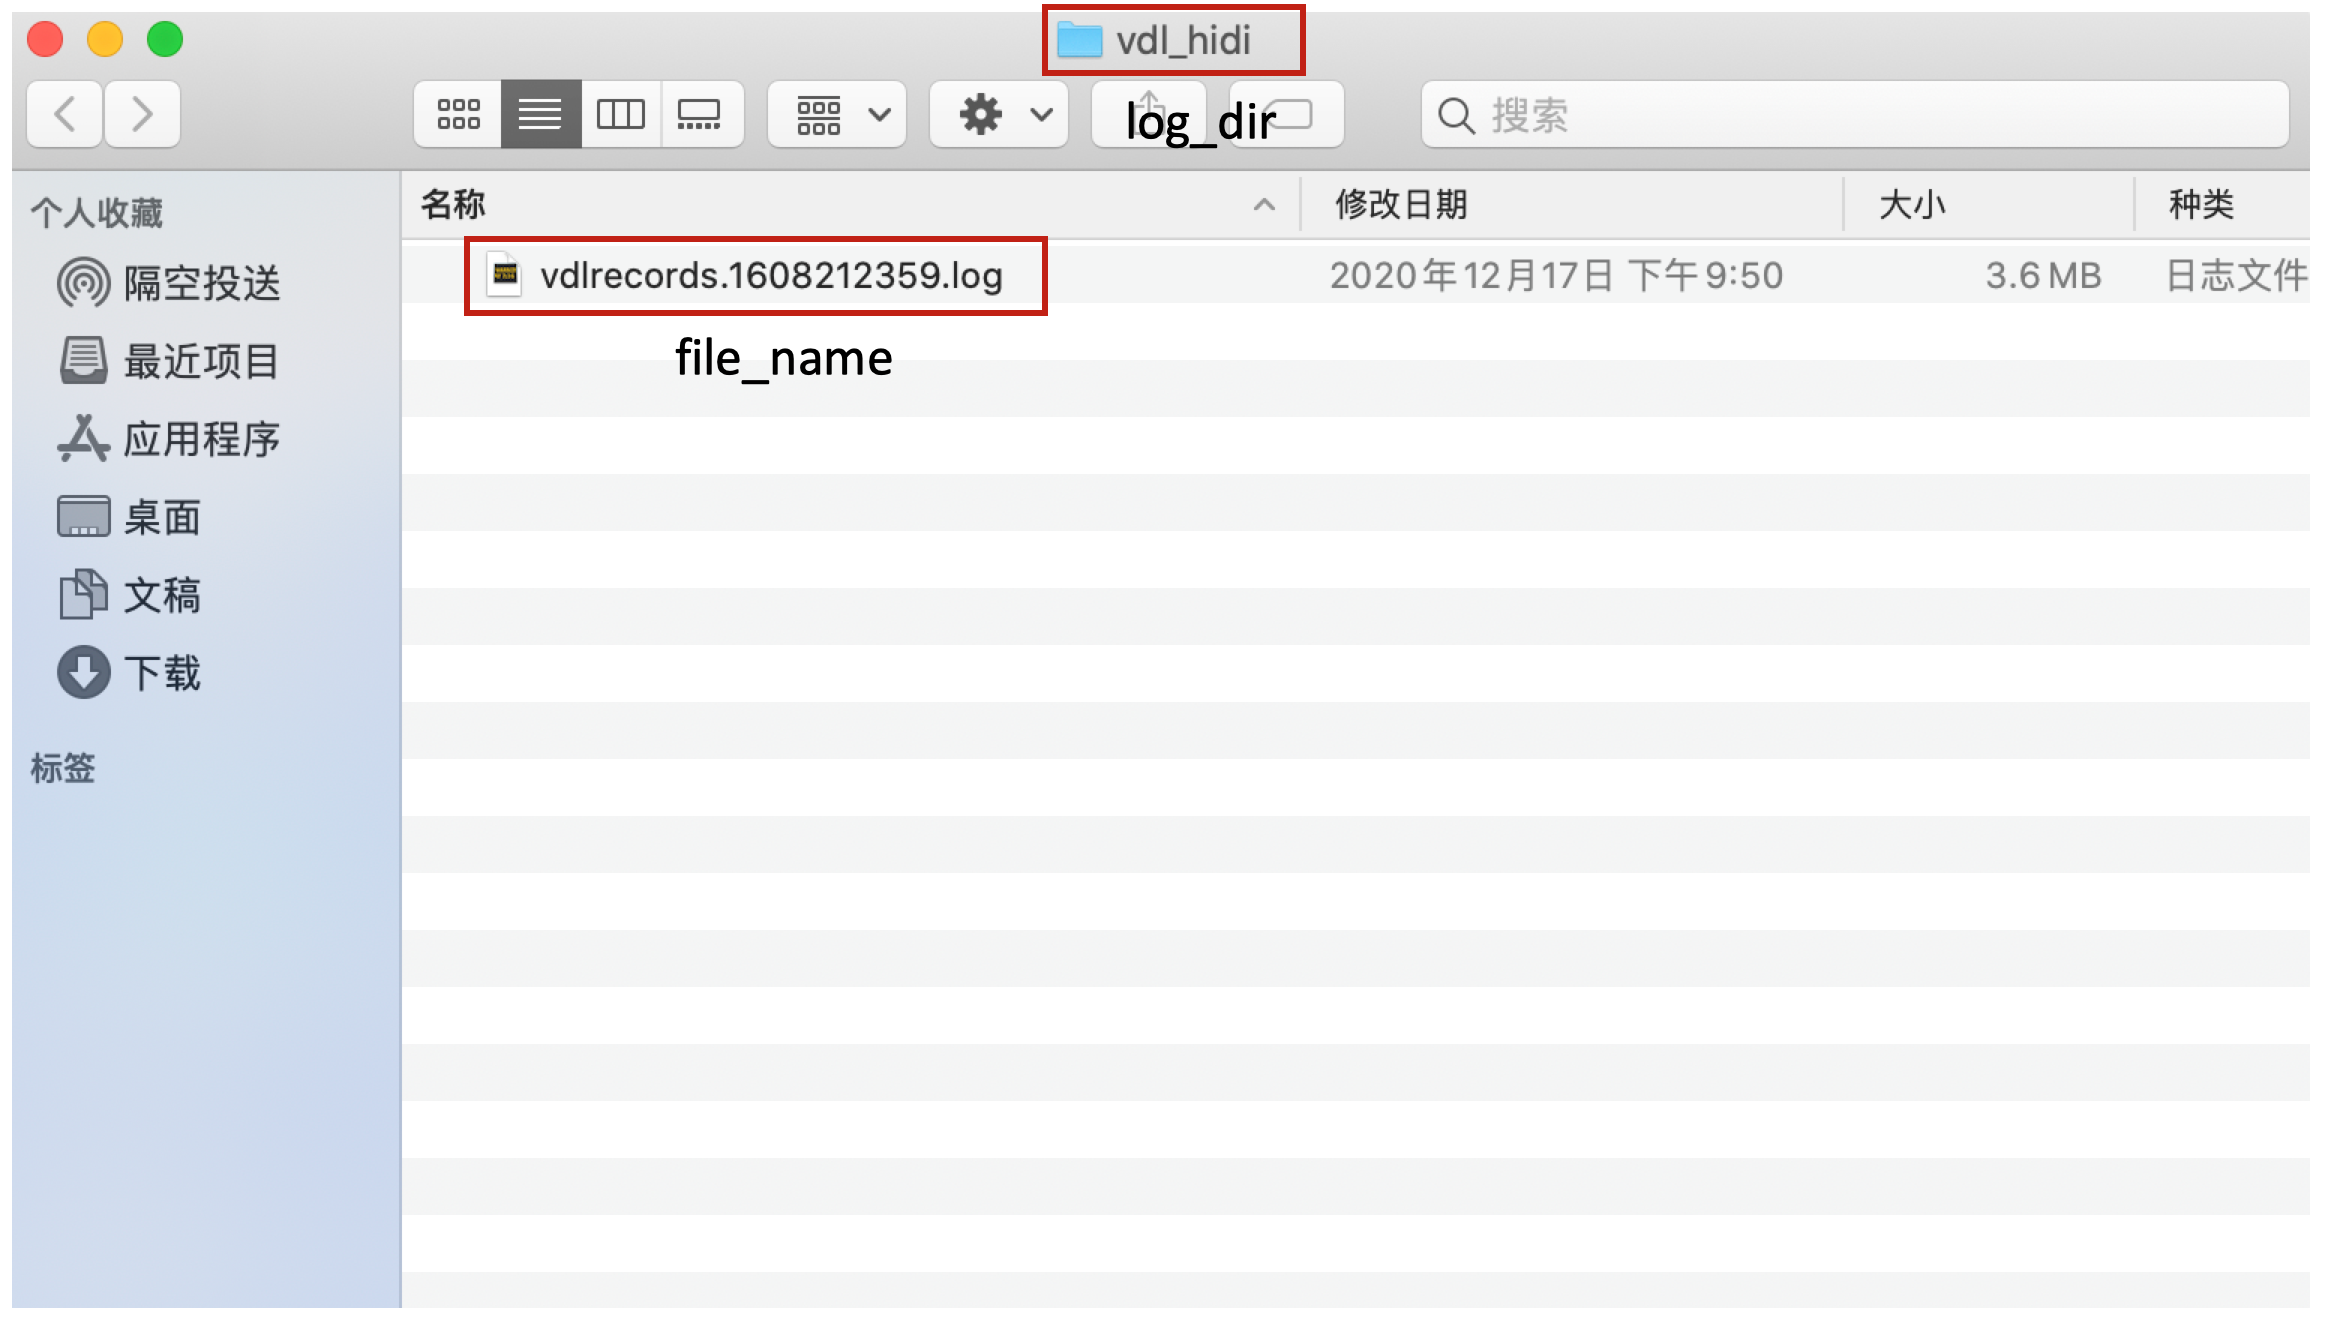 vdl_hidi
log_dir
搜索
个人收藏
隔空投送
最近项目
应用程序
桌面
文稿
下载
标签
名称 修改日期 大小 种类
vdlrecords.1608212359.log 2020年12月17日 下午9:50 3.6 MB 日志文件
file_name